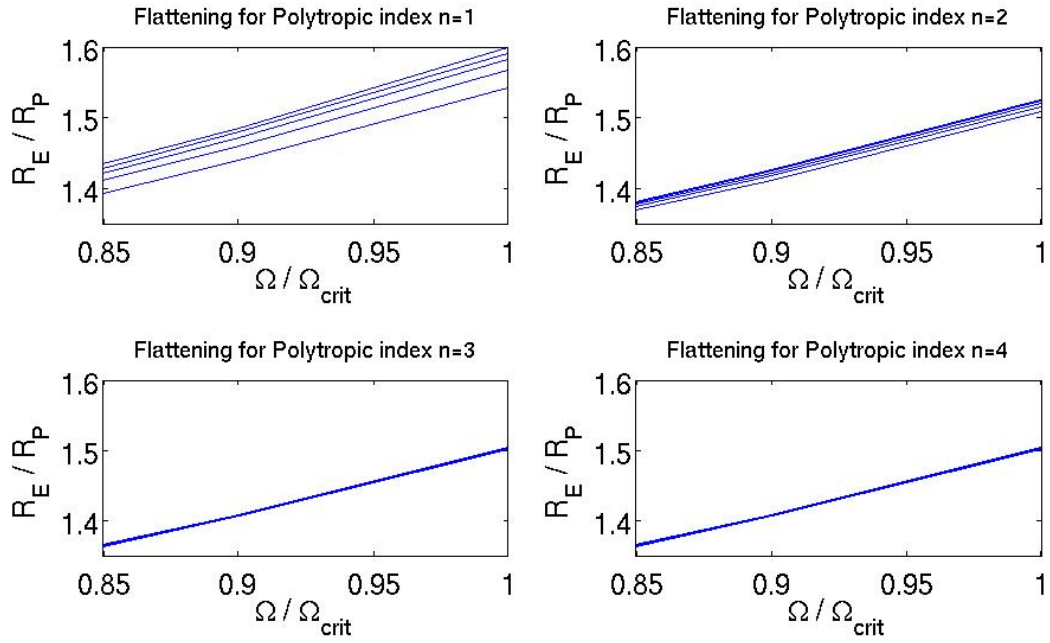 Flattening for Polytropic index n=1
1.6
1.5
1.4
R_E / R_P
0.85
0.9
0.95
1
Ω / Ω_crit
Flattening for Polytropic index n=2
1.6
1.5
1.4
R_E / R_P
0.85
0.9
0.95
1
Ω / Ω_crit
Flattening for Polytropic index n=3
1.6
1.5
1.4
R_E / R_P
0.85
0.9
0.95
1
Ω / Ω_crit
Flattening for Polytropic index n=4
1.6
1.5
1.4
R_E / R_P
0.85
0.9
0.95
1
Ω / Ω_crit